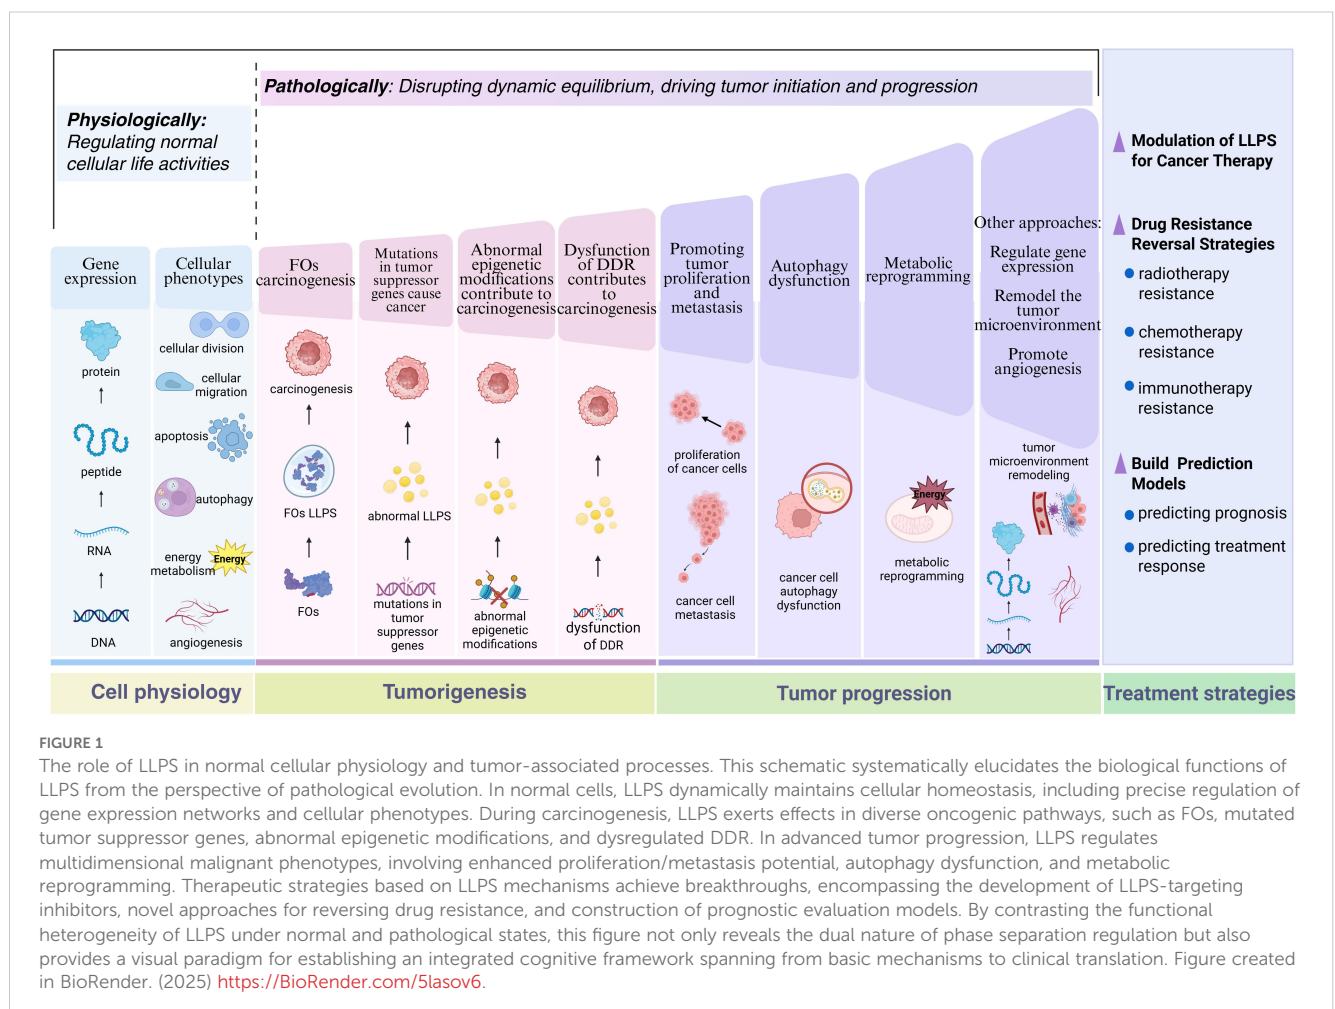 Pathologically: Disrupting dynamic equilibrium, driving tumor initiation and progression
Physiologically:
Regulating normal
cellular life activities
Gene
expression
protein
peptide
RNA
DNA
Cellular
phenotypes
cellular division
cellular
migration
apoptosis
autophagy
energy
metabolism
Energy
angiogenesis
FOs
carcinogenesis
carcinogenesis
FOs LLPS
FOs
Mutations
in tumor
suppressor
genes cause
cancer
abnormal LLPS
mutations in
tumor
suppressor
genes
Abnormal
epigenetic
modifications
contribute to
carcinogenesis
abnormal
epigenetic
modifications
Dysfunction
of DDR
contributes
to
carcinogenesis
dysfunction
of DDR
Promoting
tumor
proliferation
and
metastasis
proliferation
of cancer cells
cancer cell
metastasis
Autophagy
dysfunction
cancer cell
autophagy
dysfunction
Metabolic
reprogramming
Energy
metabolic
reprogramming
Other approaches:
Regulate gene
expression
Remodel the
tumor
microenvironment
Promote
angiogenesis
tumor
microenvironment
remodeling
Modulation of LLPS
for Cancer Therapy
Drug Resistance
Reversal Strategies
radiotherapy
resistance
chemotherapy
resistance
immunotherapy
resistance
Build Prediction
Models
predicting prognosis
predicting treatment
response
Cell physiology
Tumorigenesis
Tumor progression
Treatment strategies
FIGURE 1
The role of LLPS in normal cellular physiology and tumor-associated processes. This schematic systematically elucidates the biological functions of
LLPS from the perspective of pathological evolution. In normal cells, LLPS dynamically maintains cellular homeostasis, including precise regulation of
gene expression networks and cellular phenotypes. During carcinogenesis, LLPS exerts effects in diverse oncogenic pathways, such as FOs, mutated
tumor suppressor genes, abnormal epigenetic modifications, and dysregulated DDR. In advanced tumor progression, LLPS regulates
multidimensional malignant phenotypes, involving enhanced proliferation/metastasis potential, autophagy dysfunction, and metabolic
reprogramming. Therapeutic strategies based on LLPS mechanisms achieve breakthroughs, encompassing the development of LLPS-targeting
inhibitors, novel approaches for reversing drug resistance, and construction of prognostic evaluation models. By contrasting the functional
heterogeneity of LLPS under normal and pathological states, this figure not only reveals the dual nature of phase separation regulation but also
provides a visual paradigm for establishing an integrated cognitive framework spanning from basic mechanisms to clinical translation. Figure created
in BioRender. (2025) https://BioRender.com/5lasov6.